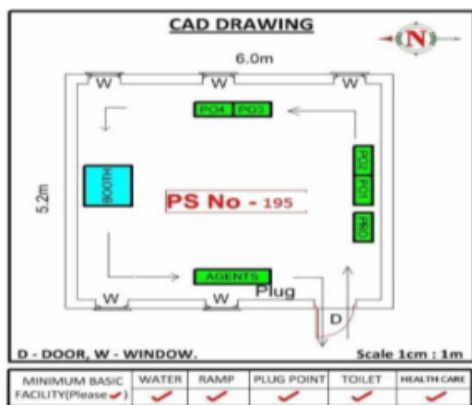 CAD DRAWING
N
6.0m
W W W
PO4 PO3
5.2m
BOOTH
PO2
PO1
PRO
PS No - 195
AGENTS
Plug
W W
D
D - DOOR, W - WINDOW. Scale 1cm : 1m
MINIMUM BASIC FACILITY(Please ✓) WATER RAMP PLUG POINT TOILET HEALTH CARE
✓ ✓ ✓ ✓ ✓